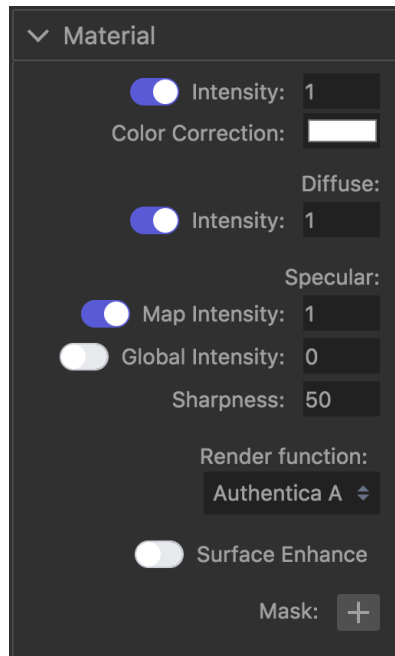 Material
Intensity: 1
Color Correction:
Diffuse:
Intensity: 1
Specular:
Map Intensity: 1
Global Intensity: 0
Sharpness: 50
Render function:
Authentica A
Surface Enhance
Mask: +